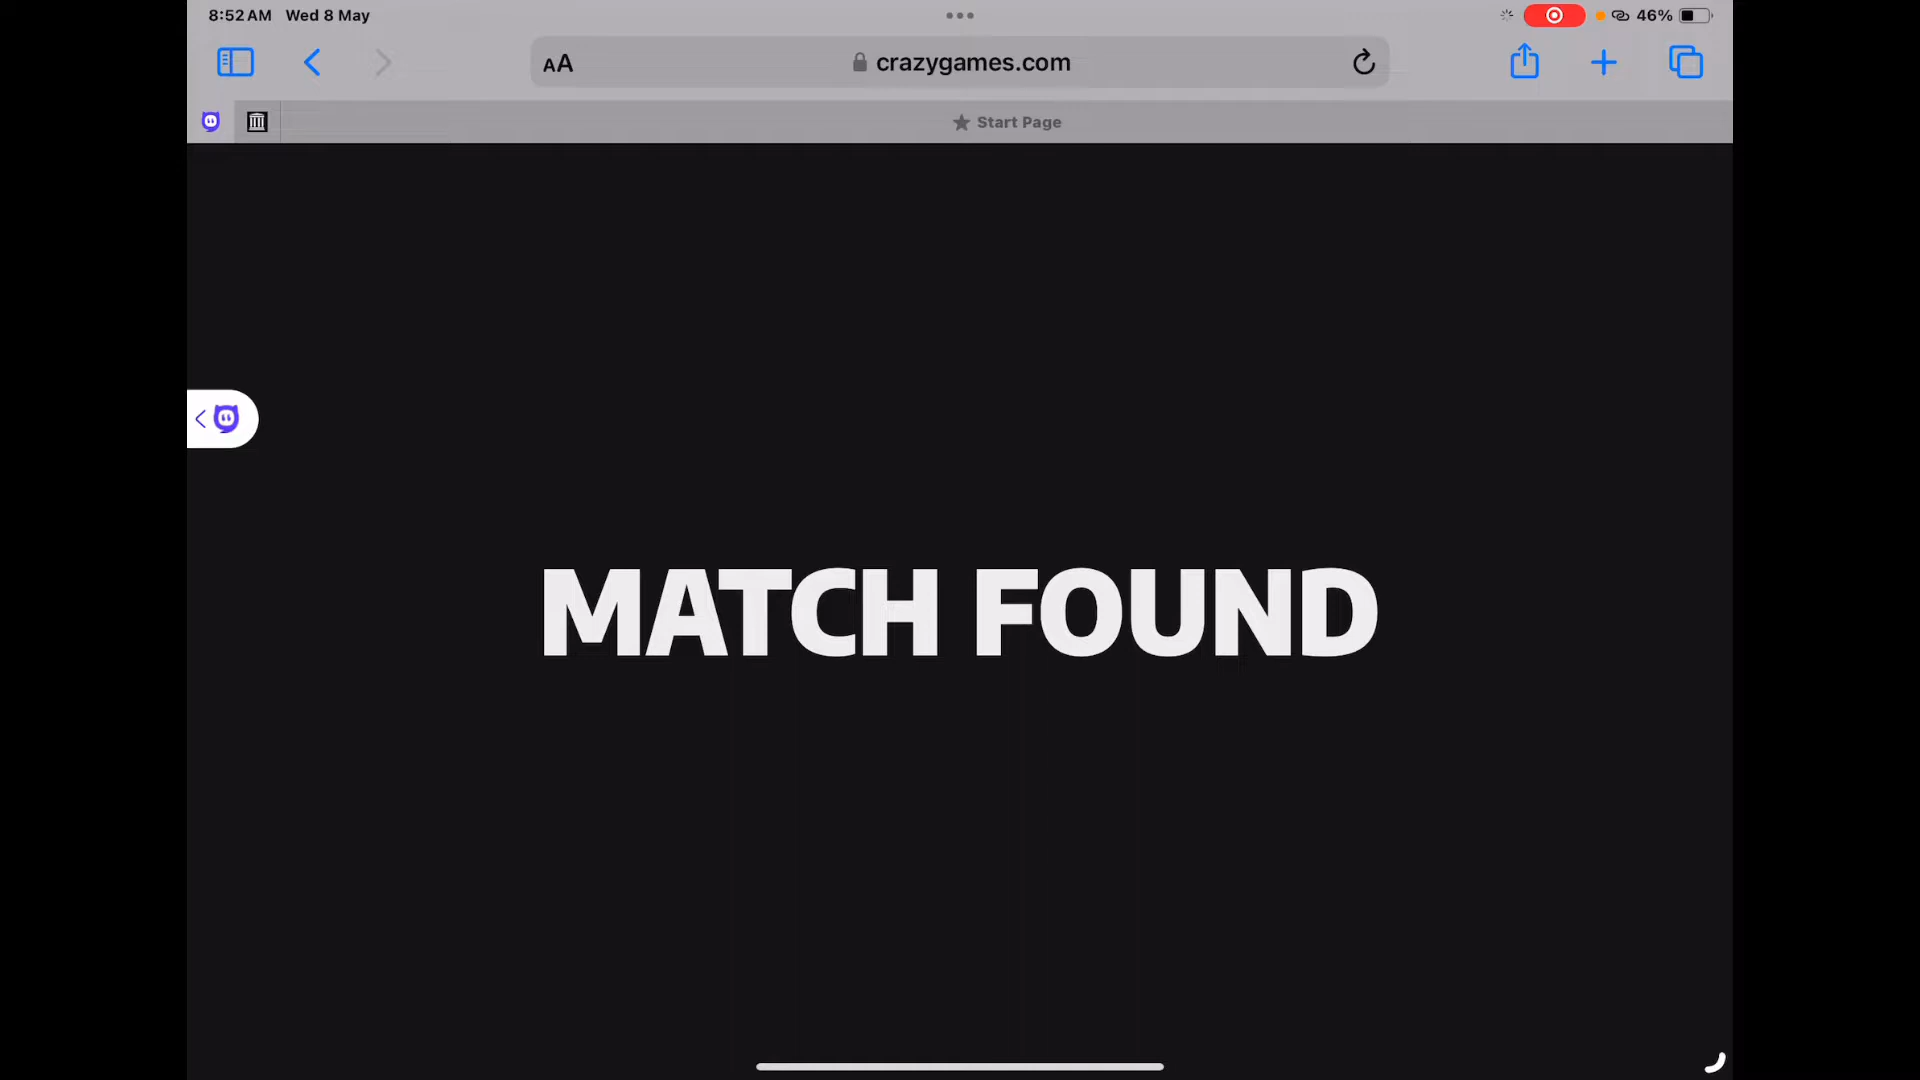 8:52 AM Wed 8 May
46%
AA
crazygames.com
Start Page
MATCH FOUND